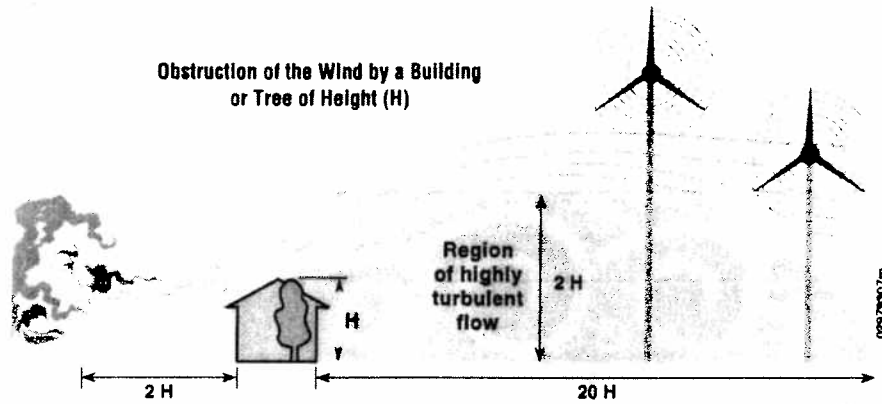 Obstruction of the Wind by a Building
or Tree of Height (H)
Region
of highly
turbulent
flow
2 H
H
2 H
20 H